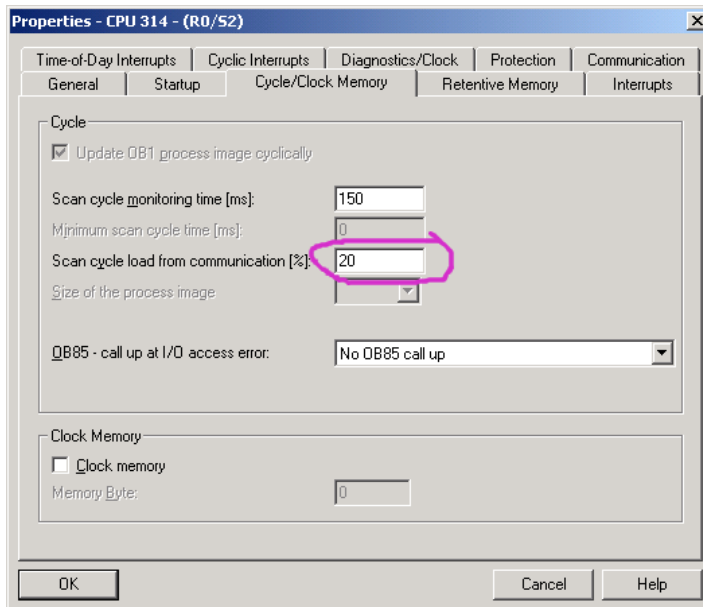 Properties - CPU 314 - (R0/S2)
Time-of-Day Interrupts Cyclic Interrupts Diagnostics/Clock Protection Communication
General Startup Cycle/Clock Memory Retentive Memory Interrupts
Cycle
Update OB1 process image cyclically
Scan cycle monitoring time [ms]: 150
Minimum scan cycle time [ms]: 0
Scan cycle load from communication [%]: 20
Size of the process image
OB85 - call up at I/O access error: No OB85 call up
Clock Memory
Clock memory
Memory Byte: 0
OK Cancel Help